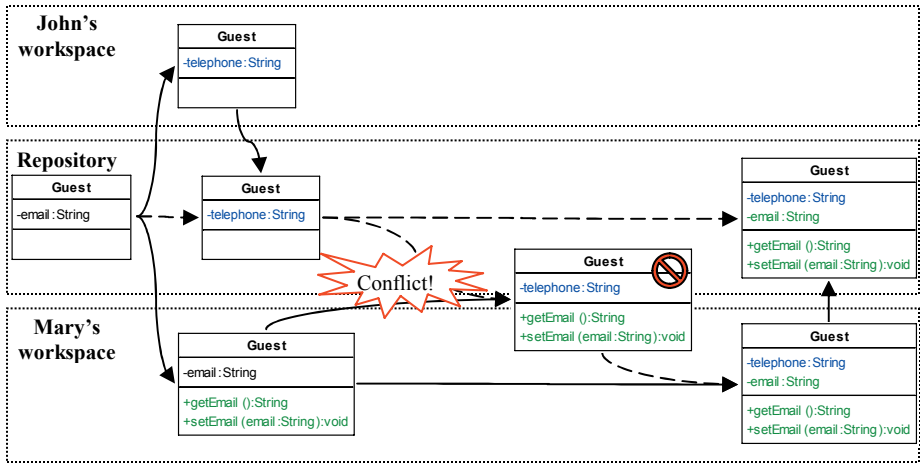 John's
workspace
Guest
-telephone:String
Repository
Guest
-email:String
Guest
-telephone:String
Conflict!
Guest
-telephone:String
+getEmail ():String
+setEmail (email:String):void
Guest
-telephone:String
-email:String
+getEmail ():String
+setEmail (email:String):void
Mary's
workspace
Guest
-email:String
+getEmail ():String
+setEmail (email:String):void
Guest
-telephone:String
-email:String
+getEmail ():String
+setEmail (email:String):void